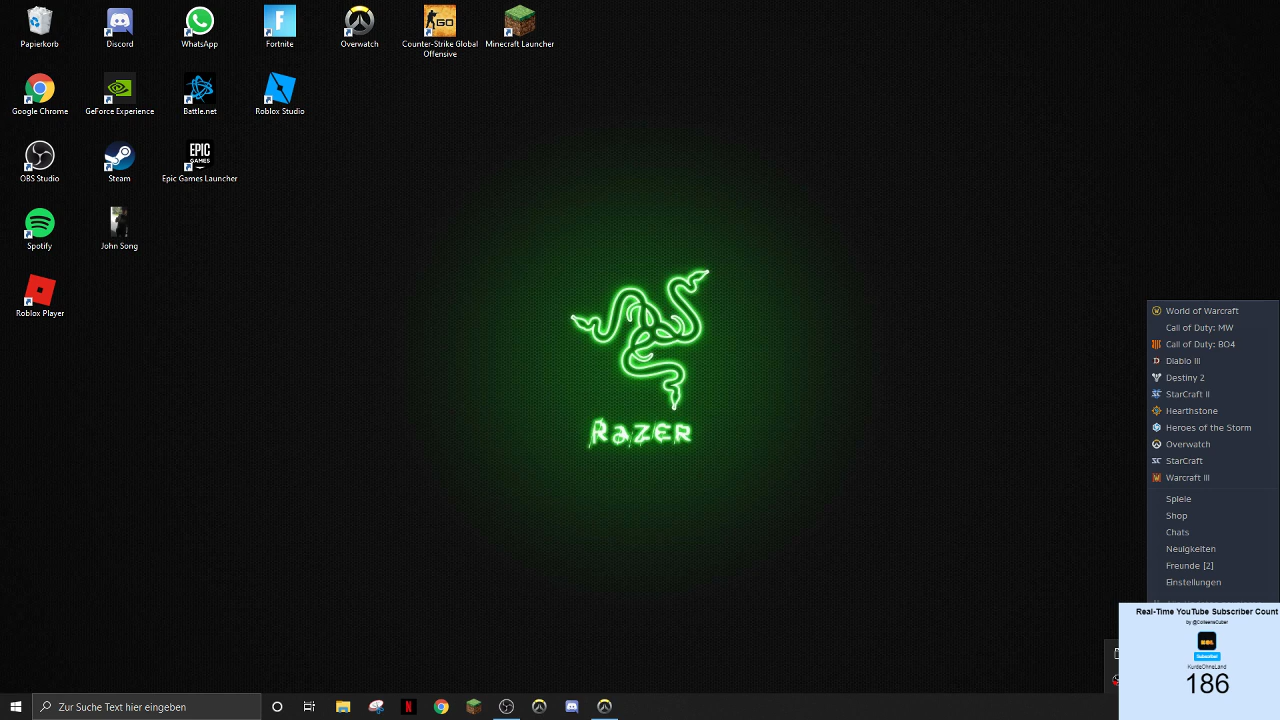 Papierkorb
Discord
WhatsApp
Fortnite
Overwatch
Counter-Strike Global
Offensive
Minecraft Launcher
Google Chrome
GeForce Experience
Battle.net
Roblox Studio
OBS Studio
Steam
EPIC
GAMES
Epic Games Launcher
Spotify
John Song
Roblox Player
RAZER
World of Warcraft
Call of Duty: MW
Call of Duty: BO4
Diablo III
Destiny 2
StarCraft II
Hearthstone
Heroes of the Storm
Overwatch
StarCraft
Warcraft III
Spiele
Shop
Chats
Neuigkeiten
Freunde [2]
Einstellungen
Real-Time YouTube Subscriber Count
by @ColleensCuber
Subscribe!
KurdeOhneLand
186
Zur Suche Text hier eingeben